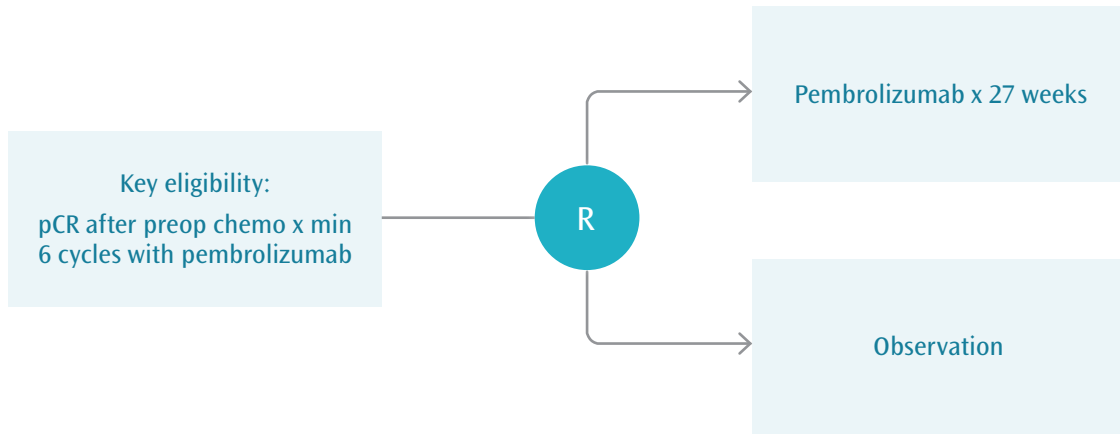 Key eligibility:
pCR after preop chemo x min
6 cycles with pembrolizumab
R
Pembrolizumab x 27 weeks
Observation